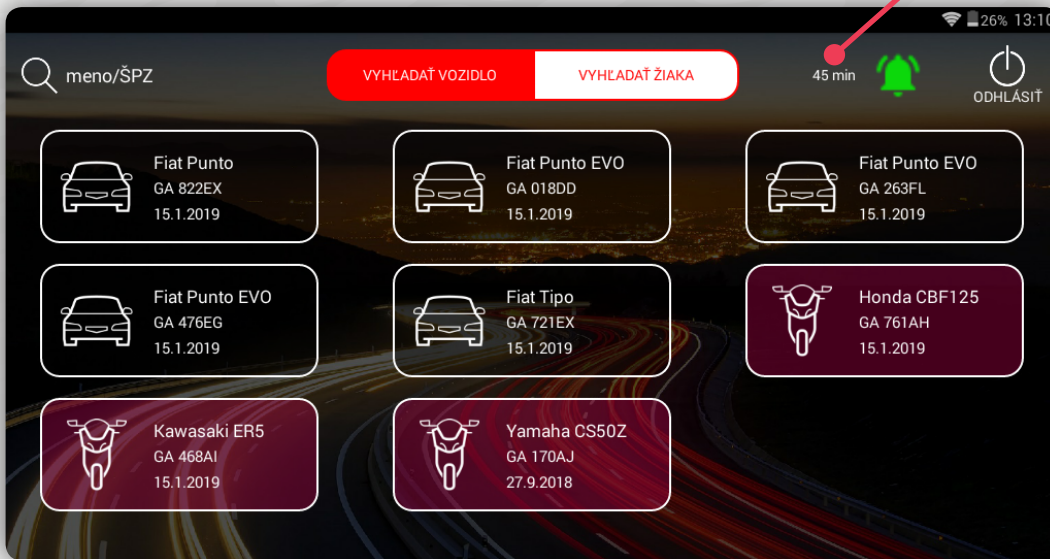 26% 13:10
meno/ŠPZ
VYHĽADAŤ VOZIDLO
VYHĽADAŤ ŽIAKA
45 min
ODHLÁSIŤ
Fiat Punto
GA 822EX
15.1.2019
Fiat Punto EVO
GA 018DD
15.1.2019
Fiat Punto EVO
GA 263FL
15.1.2019
Fiat Punto EVO
GA 476EG
15.1.2019
Fiat Tipo
GA 721EX
15.1.2019
Honda CBF125
GA 761AH
15.1.2019
Kawasaki ER5
GA 468AI
15.1.2019
Yamaha CS50Z
GA 170AJ
27.9.2018